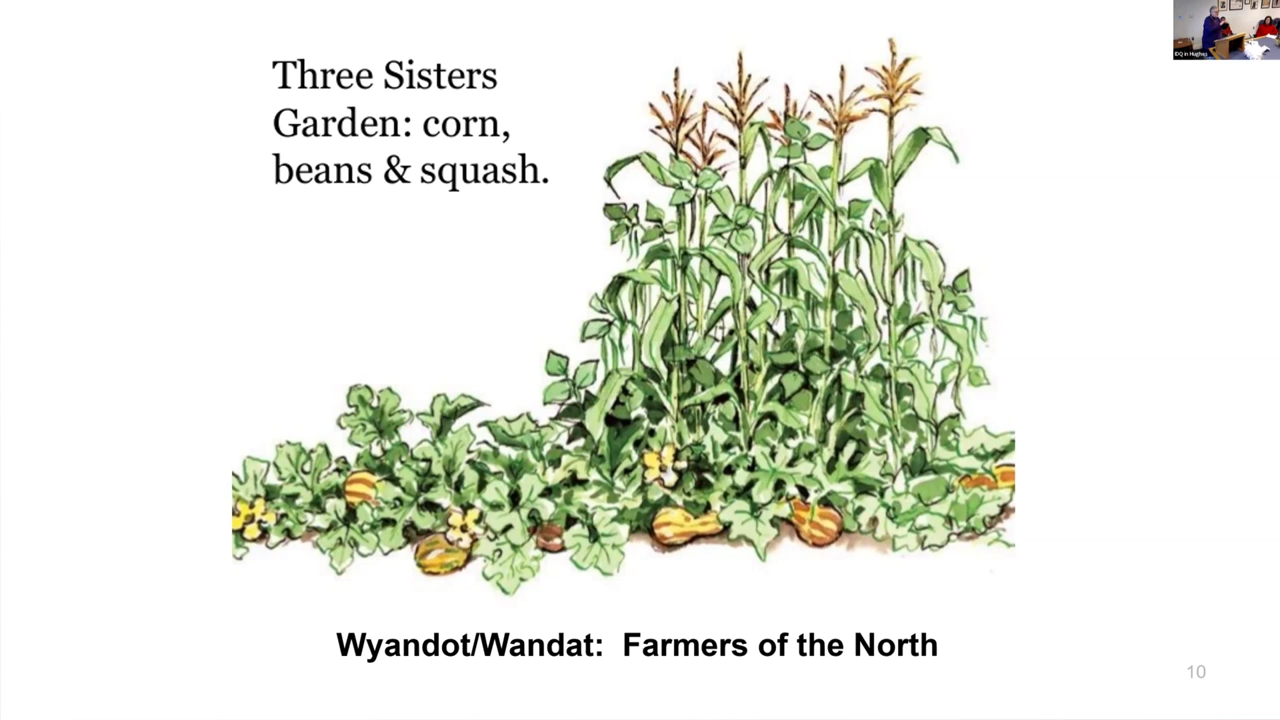 Three Sisters
Garden: corn,
beans & squash.
Wyandot/Wandat:  Farmers of the North
10